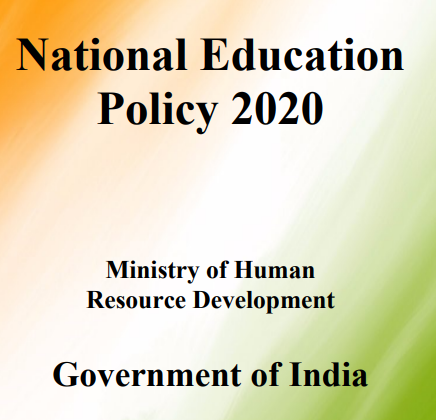 National Education
Policy 2020
Ministry of Human
Resource Development
Government of India